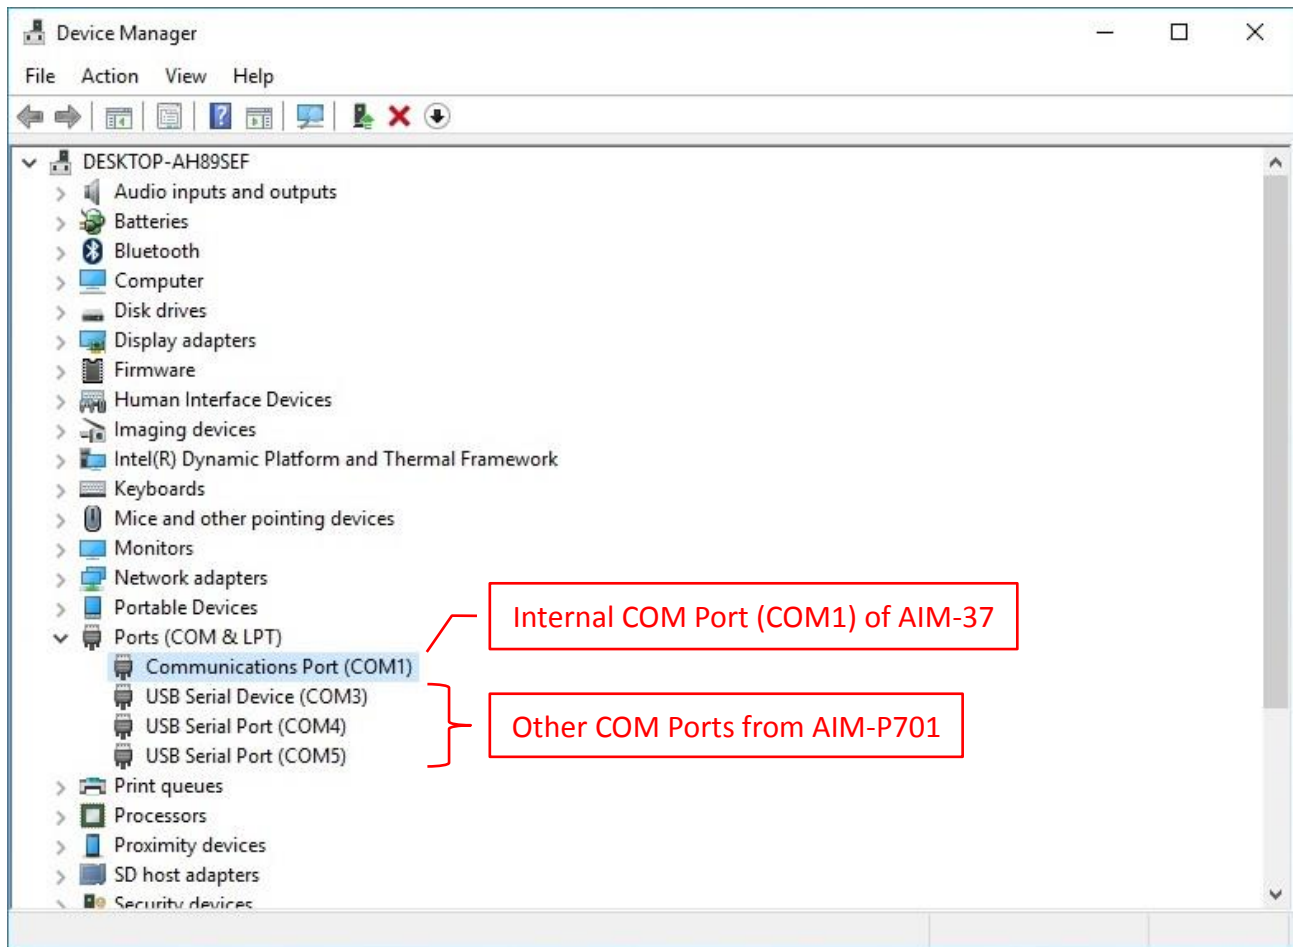 Device Manager
File Action View Help
DESKTOP-AH89SEF
Audio inputs and outputs
Batteries
Bluetooth
Computer
Disk drives
Display adapters
Firmware
Human Interface Devices
Imaging devices
Intel(R) Dynamic Platform and Thermal Framework
Keyboards
Mice and other pointing devices
Monitors
Network adapters
Portable Devices
Internal COM Port (COM1) of AIM-37
Ports (COM & LPT)
Communications Port (COM1)
USB Serial Device (COM3)
USB Serial Port (COM4)
Other COM Ports from AIM-P701
USB Serial Port (COM5)
Print queues
Processors
Proximity devices
SD host adapters
Security devices